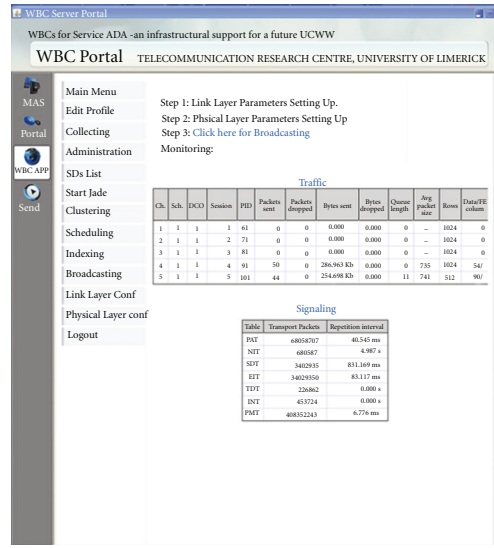 WBC Server Portal
WBCs for Service ADA -an infrastructural support for a future UCWW
WBC Portal TELECOMMUNICATION RESEARCH CENTRE, UNIVERSITY OF LIMERICK
MAS
Portal
WBC APP
Send
Main Menu
Edit Profile
Collecting
Administration
SDs List
Start Jade
Clustering
Scheduling
Indexing
Broadcasting
Link Layer Conf
Physical Layer conf
Logout
Step 1: Link Layer Parameters Setting Up.
Step 2: Phsical Layer Parameters Setting Up
Step 3: Click here for Broadcasting
Monitoring:
Traffic
Ch. Sch. DCO Session PID Packets sent Packets dropped Bytes sent Bytes dropped Queue length Avg packet size Rows Data/FE colum
1 1 1 1 61 0 0 0.000 0.000 0 – 1024 0
2 1 1 2 71 0 0 0.000 0.000 0 – 1024 0
3 1 1 3 81 0 0 0.000 0.000 0 – 1024 0
4 1 1 4 91 50 0 286.963 Kb 0.000 0 735 1024 54/
5 1 1 5 101 44 0 254.698 Kb 0.000 11 741 512 90/
Signaling
Table Transport Packets Repetition interval
PAT 68058707 40.545 ms
NIT 680587 4.987 s
SDT 3402935 831.169 ms
EIT 34029350 83.117 ms
TDT 226862 0.000 s
INT 453724 0.000 s
PMT 408352243 6.776 ms